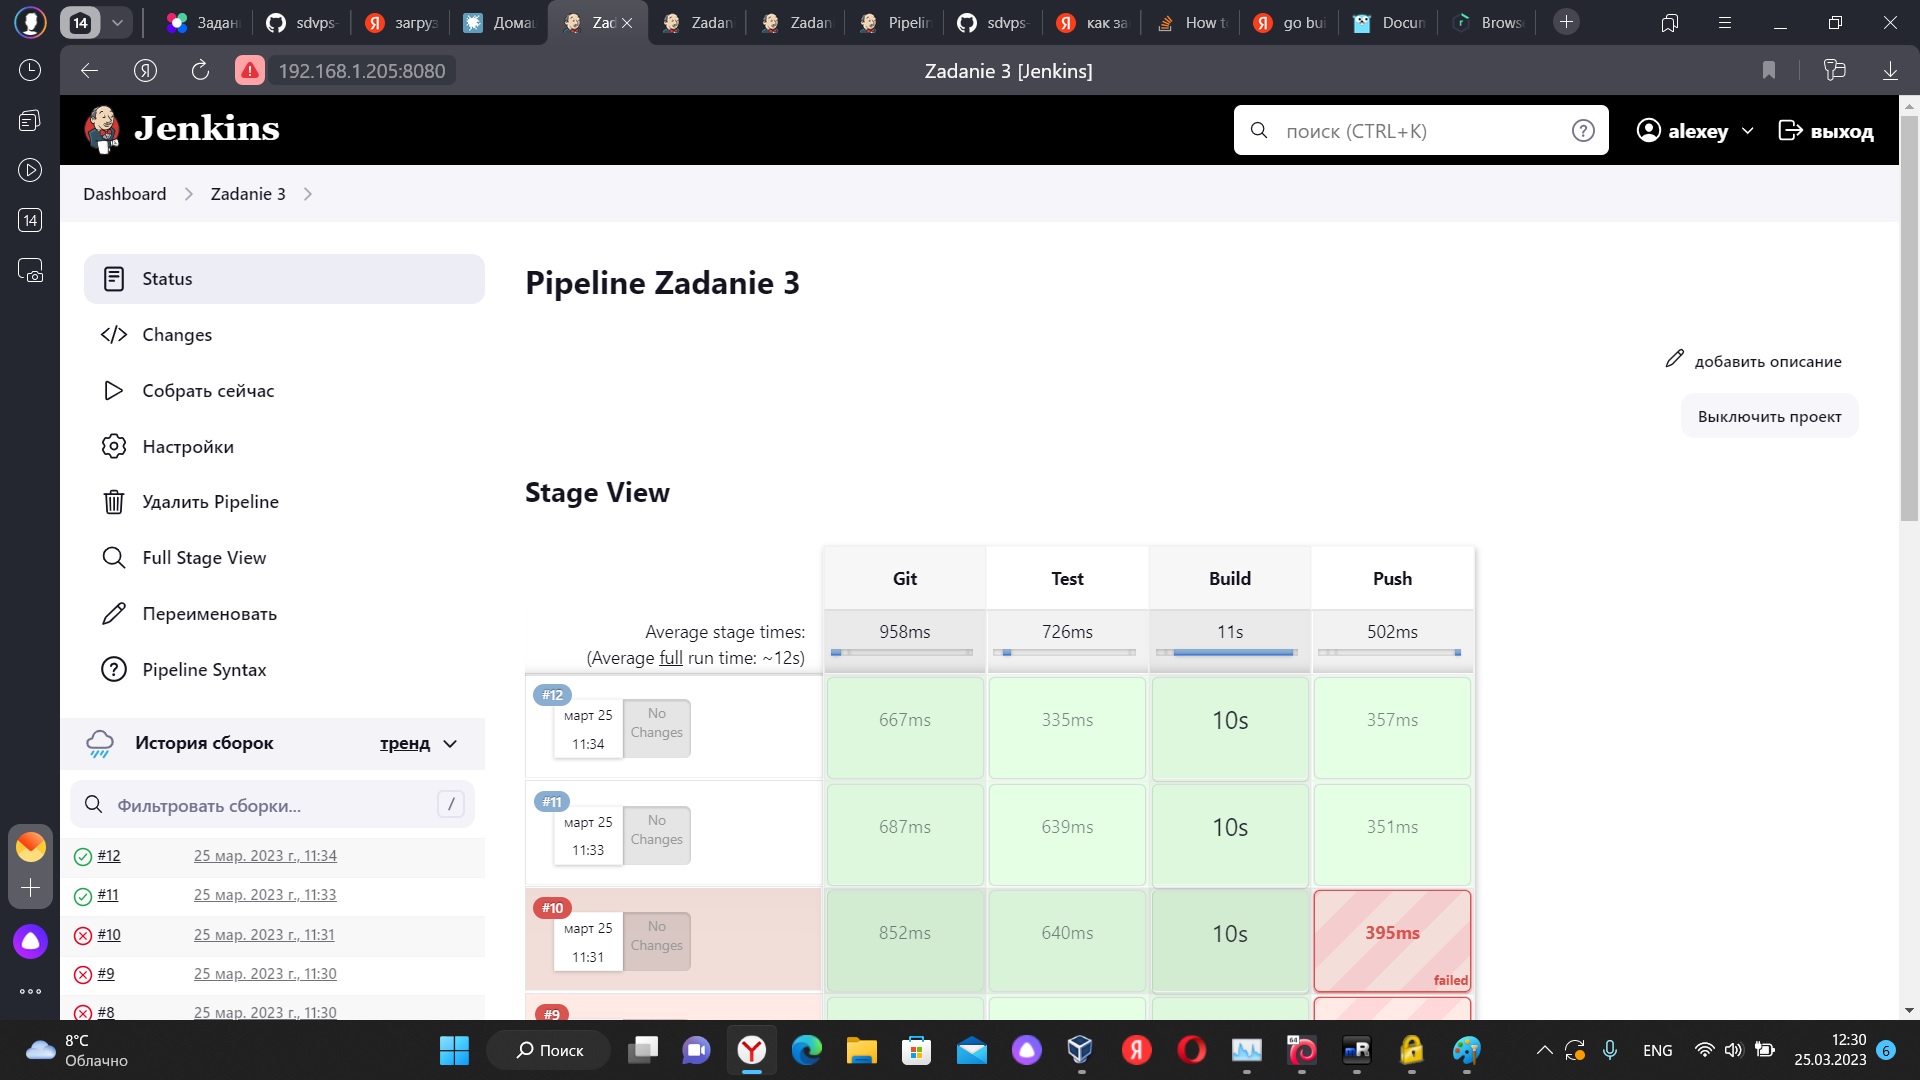 14
Задан
sdvps-
загруз
Домаш
Zad
Zadan
Zadan
Pipelin
sdvps-
как за
How t
go bui
Docum
Brows
192.168.1.205:8080
Zadanie 3 [Jenkins]
14
Jenkins
поиск (CTRL+K)
alexey
выход
Dashboard
Zadanie 3
Status
Changes
Собрать сейчас
Настройки
Удалить Pipeline
Full Stage View
Переименовать
Pipeline Syntax
История сборок
тренд
Фильтровать сборки...
/
#12 25 мар. 2023 г., 11:34
#11 25 мар. 2023 г., 11:33
#10 25 мар. 2023 г., 11:31
#9 25 мар. 2023 г., 11:30
#8 25 мар. 2023 г., 11:30
Pipeline Zadanie 3
добавить описание
Выключить проект
Stage View
Git Test Build Push
Average stage times:
(Average full run time: ~12s)
958ms 726ms 11s 502ms
#12
март 25
11:34
No
Changes
667ms 335ms 10s 357ms
#11
март 25
11:33
No
Changes
687ms 639ms 10s 351ms
#10
март 25
11:31
No
Changes
852ms 640ms 10s 395ms
failed
#9
8°C
Облачно
Поиск
64
ENG
12:30
25.03.2023
6